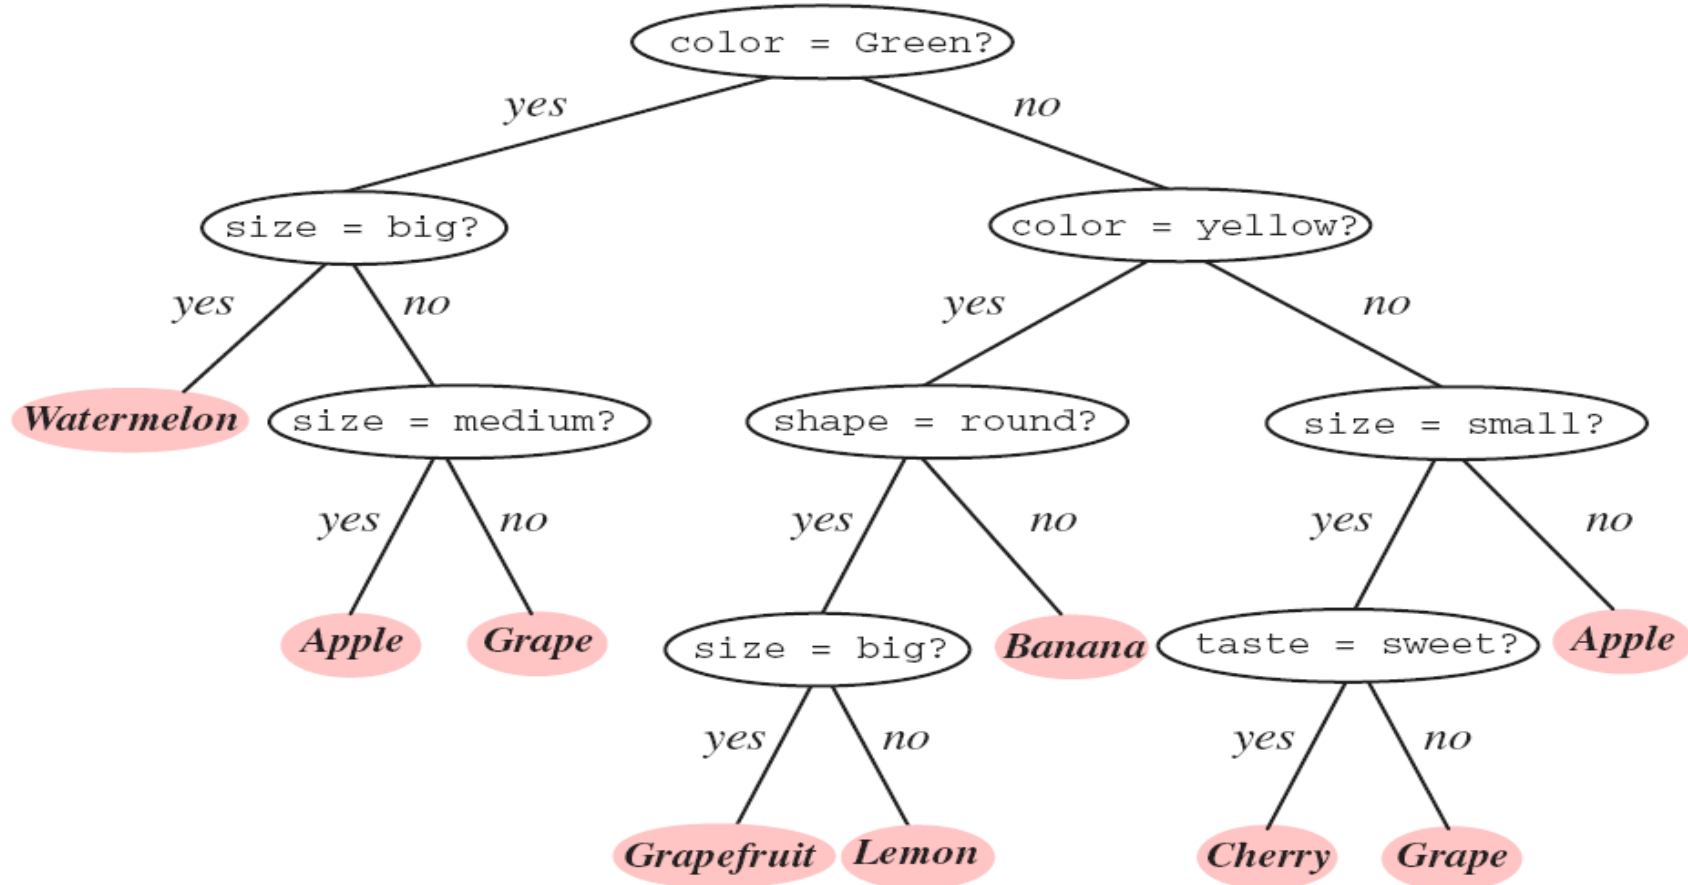 color = Green?
yes
no
size = big?
color = yellow?
yes
no
yes
no
Watermelon
size = medium?
shape = round?
size = small?
yes
no
yes
no
yes
no
Apple
Grape
size = big?
Banana
taste = sweet?
Apple
yes
no
yes
no
Grapefruit
Lemon
Cherry
Grape